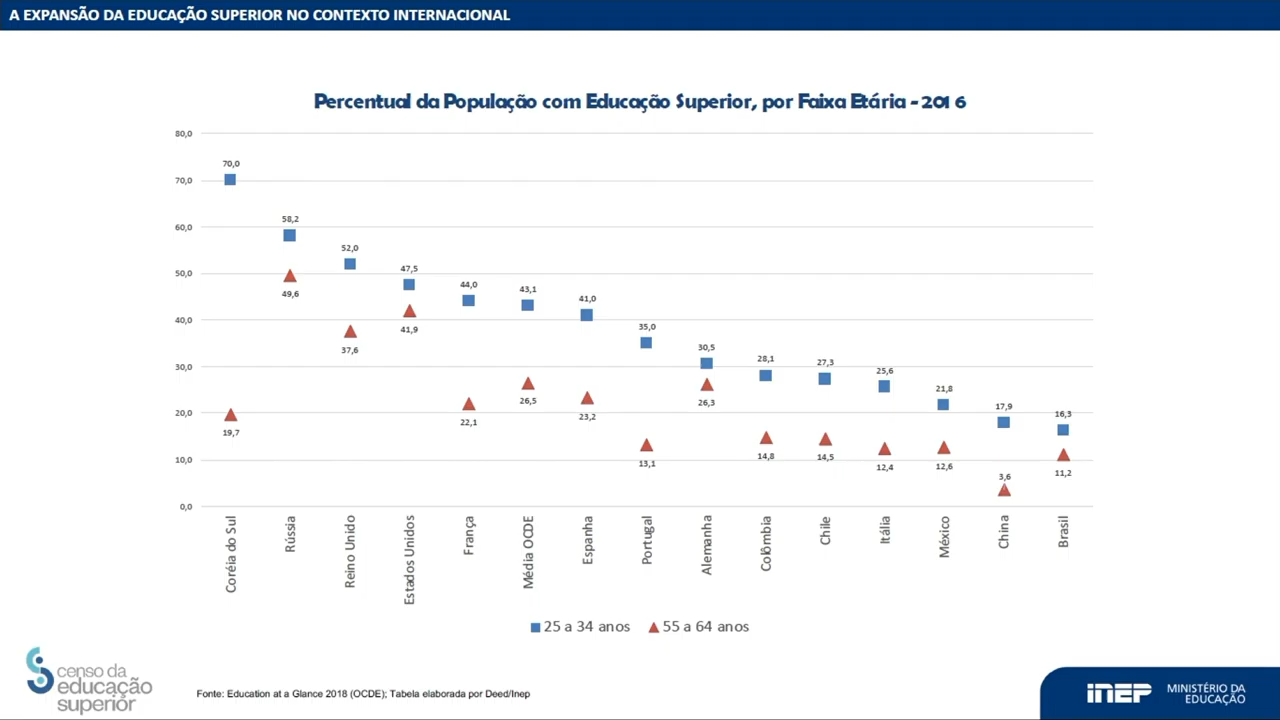 A EXPANSÃO DA EDUCAÇÃO SUPERIOR NO CONTEXTO INTERNACIONAL
Percentual da População com Educação Superior, por Faixa Etária - 2016
80,0
70,0
60,0
50,0
40,0
30,0
20,0
10,0
0,0
70,0
58,2
52,0
47,5
44,0
43,1
41,0
35,0
30,5
28,1
27,3
25,6
21,8
17,9
16,3
19,7
49,6
37,6
41,9
22,1
26,5
23,2
13,1
26,3
14,8
14,5
12,4
12,6
3,6
11,2
Coréia do Sul
Rússia
Reino Unido
Estados Unidos
França
Média OCDE
Espanha
Portugal
Alemanha
Colômbia
Chile
Itália
México
China
Brasil
25 a 34 anos
55 a 64 anos
censo da
educação
superior
Fonte: Education at a Glance 2018 (OCDE); Tabela elaborada por Deed/Inep
INEP
MINISTÉRIO DA
EDUCAÇÃO